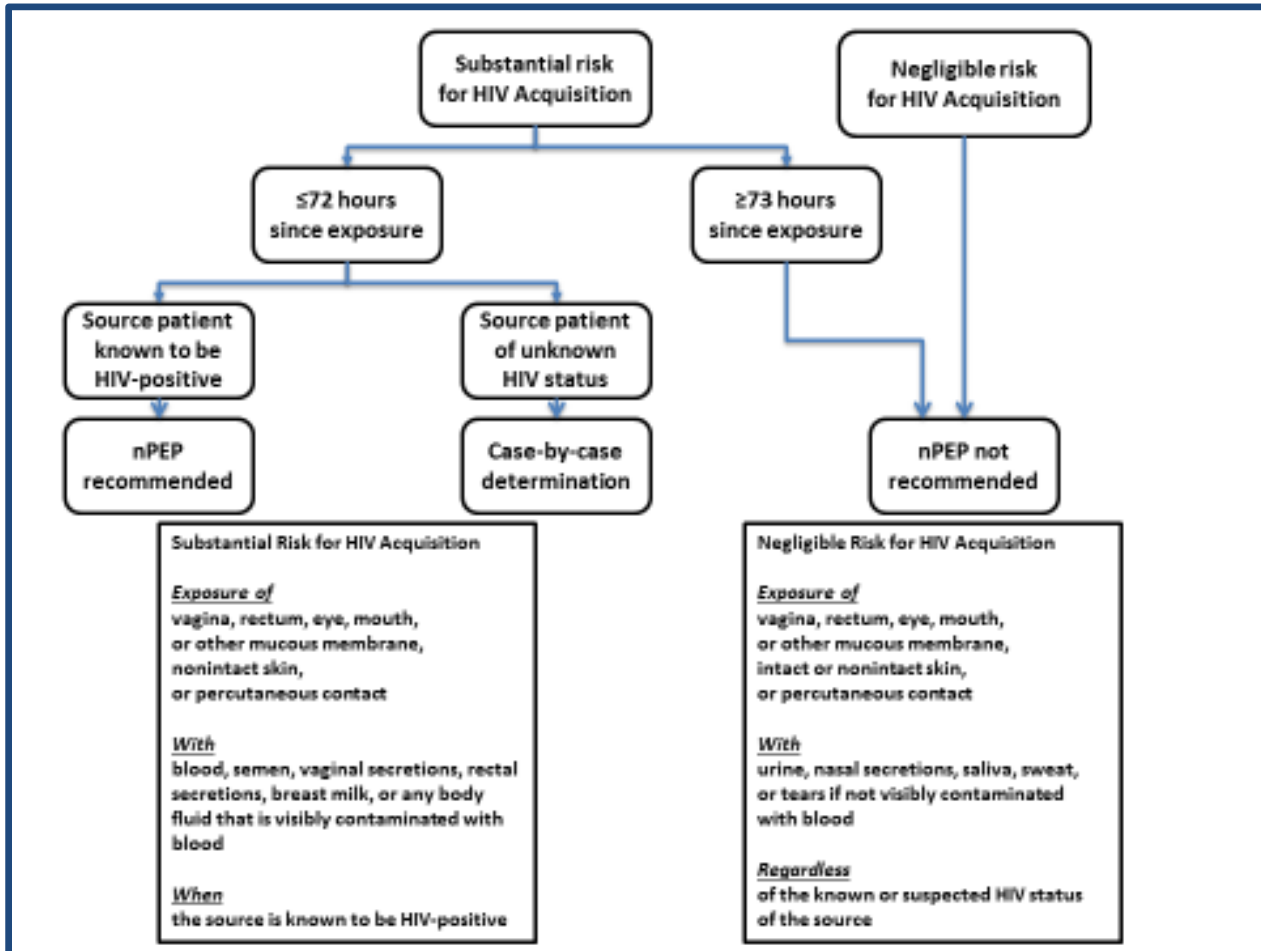 Substantial risk
for HIV Acquisition
Negligible risk
for HIV Acquisition
≤72 hours
since exposure
≥73 hours
since exposure
Source patient
known to be
HIV-positive
Source patient
of unknown
HIV status
nPEP
recommended
Case-by-case
determination
nPEP not
recommended
Substantial Risk for HIV Acquisition
Exposure of
vagina, rectum, eye, mouth,
or other mucous membrane,
nonintact skin,
or percutaneous contact
With
blood, semen, vaginal secretions, rectal
secretions, breast milk, or any body
fluid that is visibly contaminated with
blood
When
the source is known to be HIV-positive
Negligible Risk for HIV Acquisition
Exposure of
vagina, rectum, eye, mouth,
or other mucous membrane,
intact or nonintact skin,
or percutaneous contact
With
urine, nasal secretions, saliva, sweat,
or tears if not visibly contaminated
with blood
Regardless
of the known or suspected HIV status
of the source